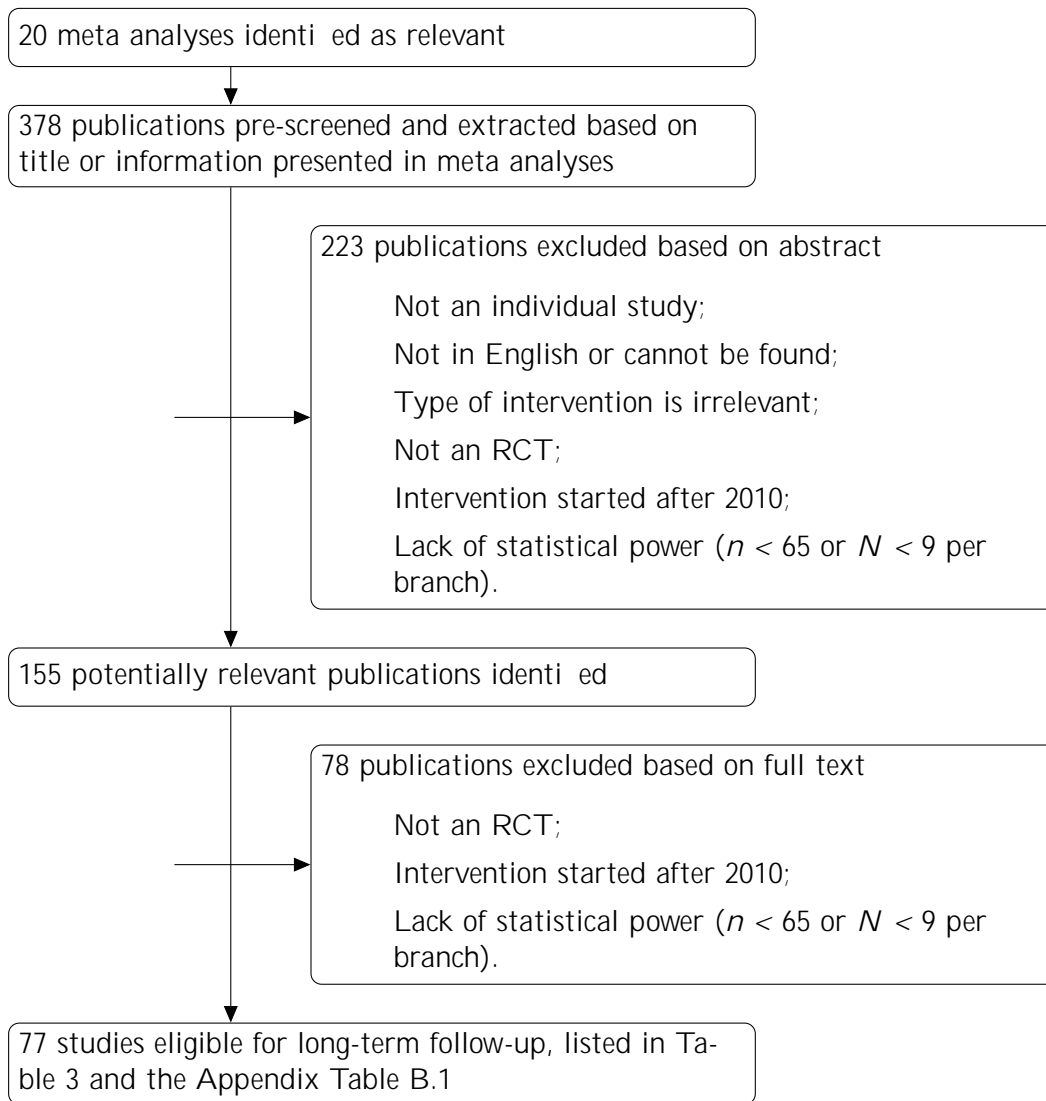 20 meta analyses identi ed as relevant
378 publications pre-screened and extracted based on
title or information presented in meta analyses
223 publications excluded based on abstract
Not an individual study;
Not in English or cannot be found;
Type of intervention is irrelevant;
Not an RCT;
Intervention started after 2010;
Lack of statistical power (n < 65 or N < 9 per
branch).
155 potentially relevant publications identi ed
78 publications excluded based on full text
Not an RCT;
Intervention started after 2010;
Lack of statistical power (n < 65 or N < 9 per
branch).
77 studies eligible for long-term follow-up, listed in Ta-
ble 3 and the Appendix Table B.1